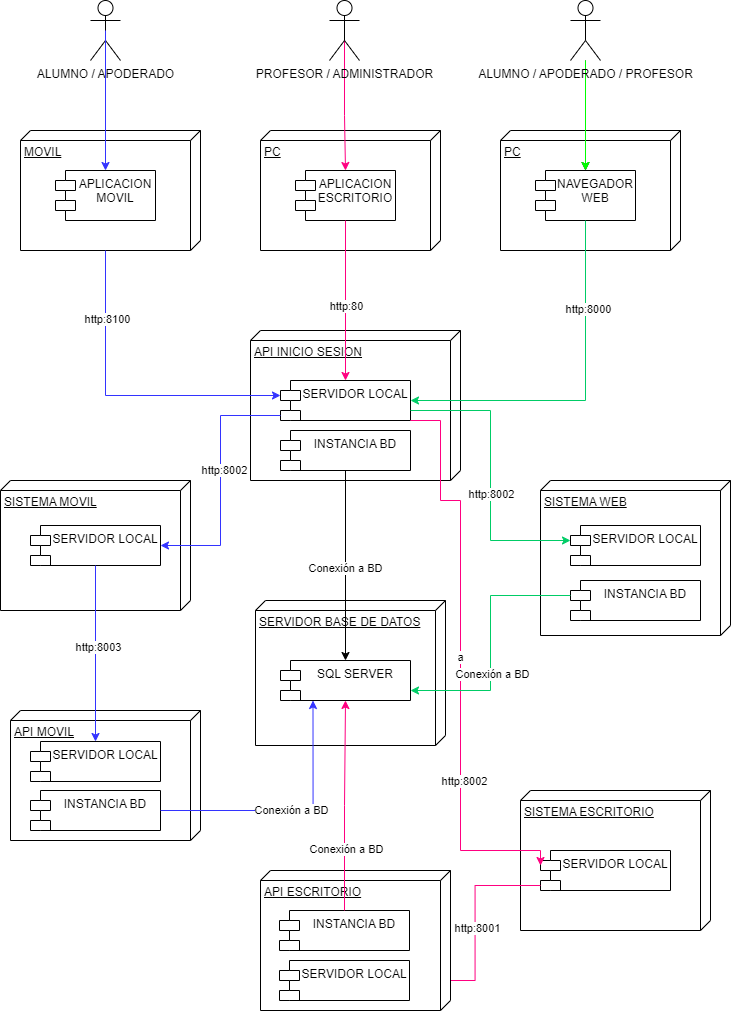 ALUMNO / APODERADO
PROFESOR / ADMINISTRADOR
ALUMNO / APODERADO / PROFESOR
MOVIL
APLICACION
MOVIL
PC
APLICACION
ESCRITORIO
PC
NAVEGADOR
WEB
http:8100
http:80
http:8000
API INICIO SESION
SERVIDOR LOCAL
INSTANCIA BD
http:8002
http:8002
SISTEMA MOVIL
SERVIDOR LOCAL
SISTEMA WEB
SERVIDOR LOCAL
INSTANCIA BD
Conexión a BD
SERVIDOR BASE DE DATOS
SQL SERVER
http:8003
a
Conexión a BD
API MOVIL
SERVIDOR LOCAL
INSTANCIA BD
Conexión a BD
http:8002
SISTEMA ESCRITORIO
SERVIDOR LOCAL
Conexión a BD
API ESCRITORIO
INSTANCIA BD
SERVIDOR LOCAL
http:8001